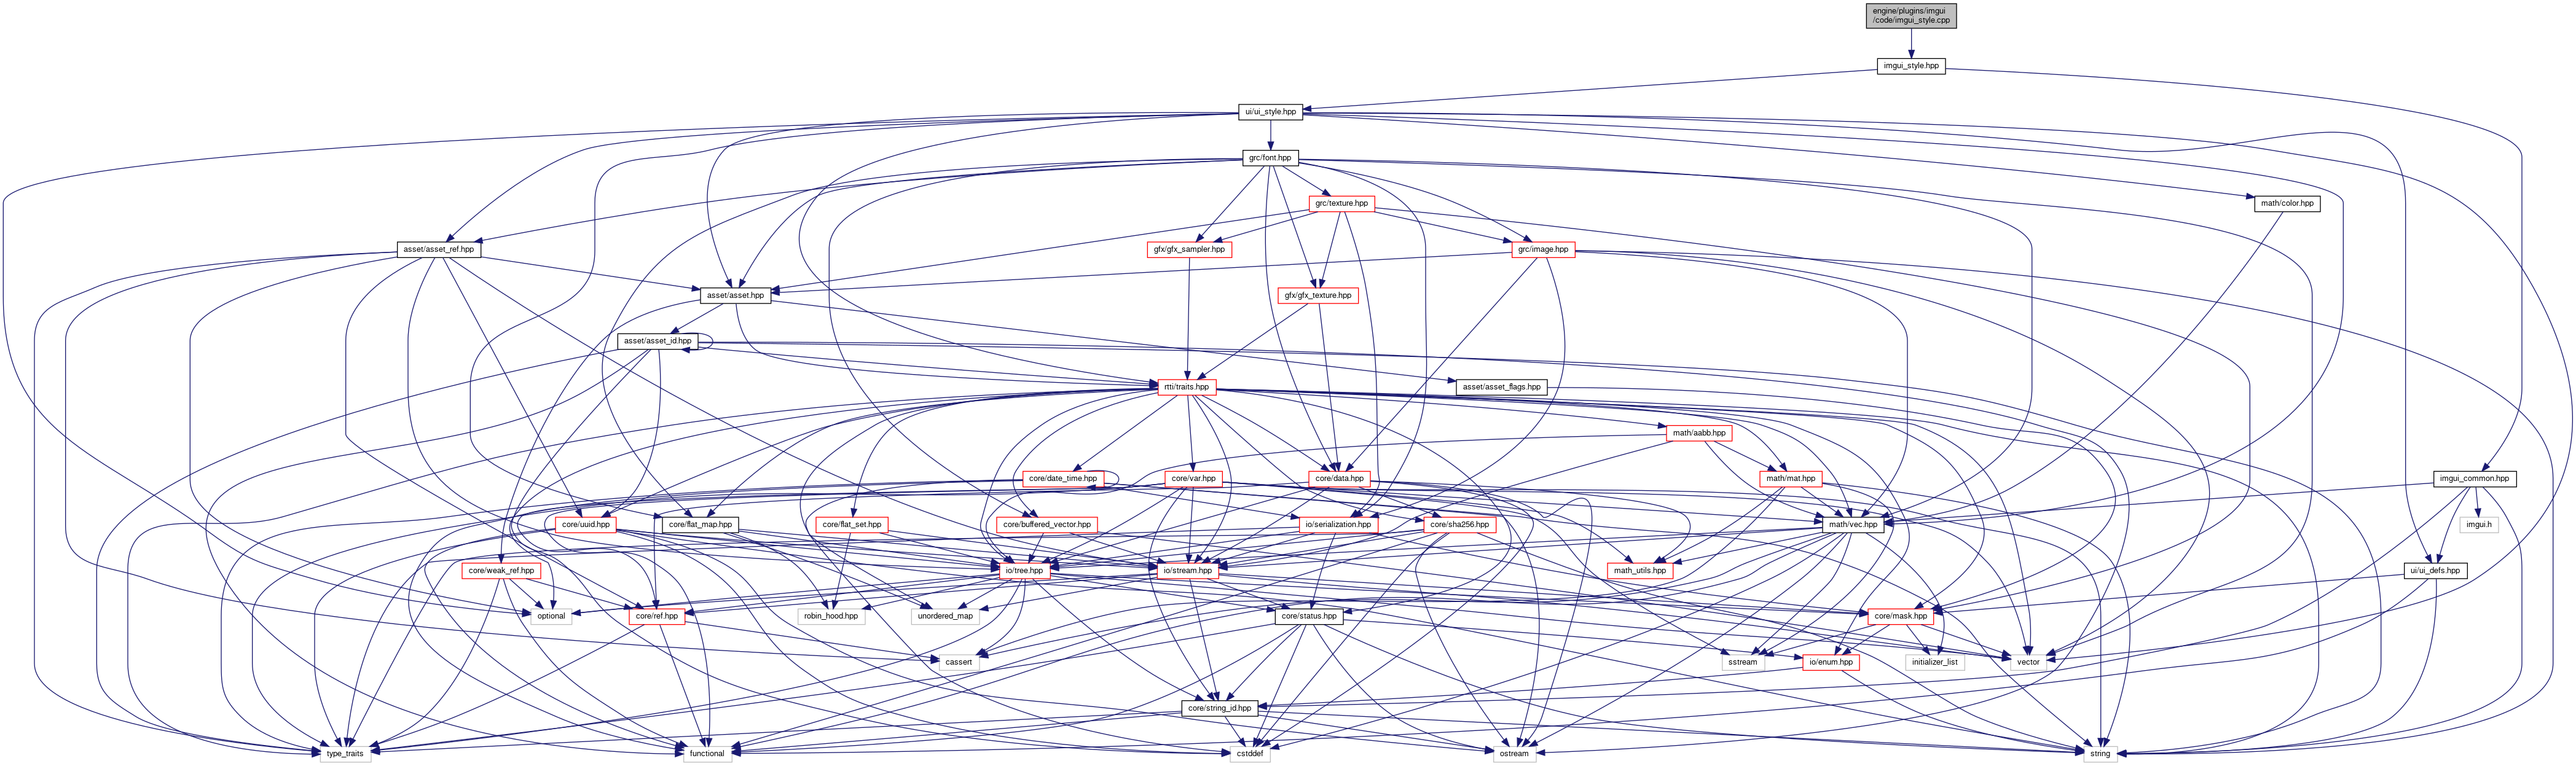 engine/plugins/imgui
/code/imgui_style.cpp
imgui_style.hpp
ui/ui_style.hpp
grc/font.hpp
grc/texture.hpp
math/color.hpp
asset/asset_ref.hpp
gfx/gfx_sampler.hpp
grc/image.hpp
asset/asset.hpp
gfx/gfx_texture.hpp
asset/asset_id.hpp
rtti/traits.hpp
asset/asset_flags.hpp
math/aabb.hpp
core/date_time.hpp
core/var.hpp
core/data.hpp
math/mat.hpp
imgui_common.hpp
core/uuid.hpp
core/flat_map.hpp
core/flat_set.hpp
core/buffered_vector.hpp
io/serialization.hpp
core/sha256.hpp
math/vec.hpp
imgui.h
core/weak_ref.hpp
io/tree.hpp
io/stream.hpp
math_utils.hpp
ui/ui_defs.hpp
optional
core/ref.hpp
robin_hood.hpp
unordered_map
core/status.hpp
core/mask.hpp
cassert
sstream
io/enum.hpp
initializer_list
vector
core/string_id.hpp
type_traits
functional
cstddef
ostream
string